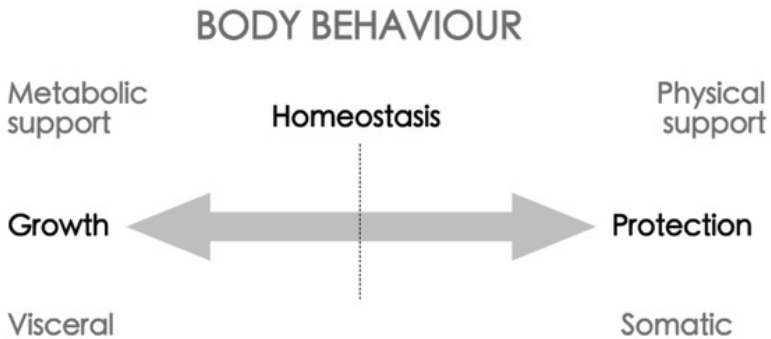 BODY BEHAVIOUR
Metabolic
support
Homeostasis
Physical
support
Growth
Protection
Visceral
Somatic